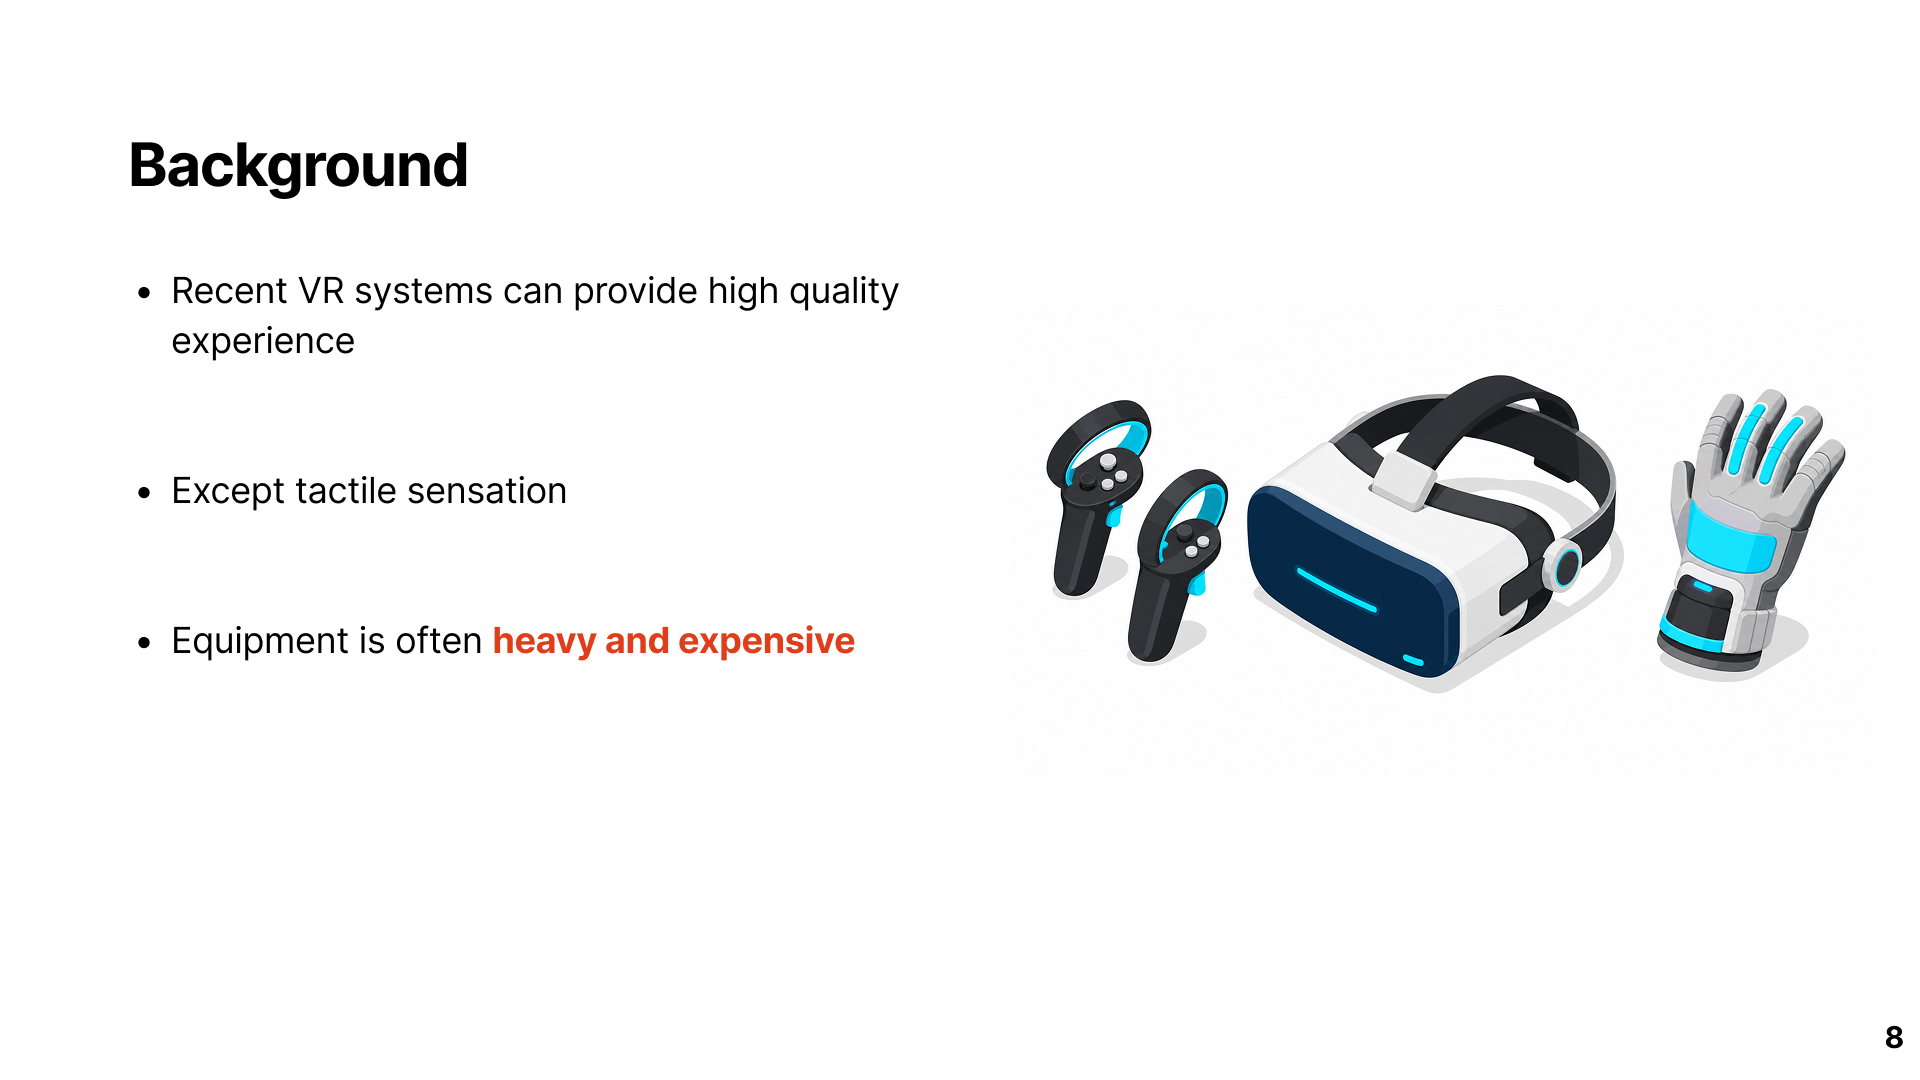 Background
• Recent VR systems can provide high quality
experience
• Except tactile sensation
• Equipment is often heavy and expensive
8